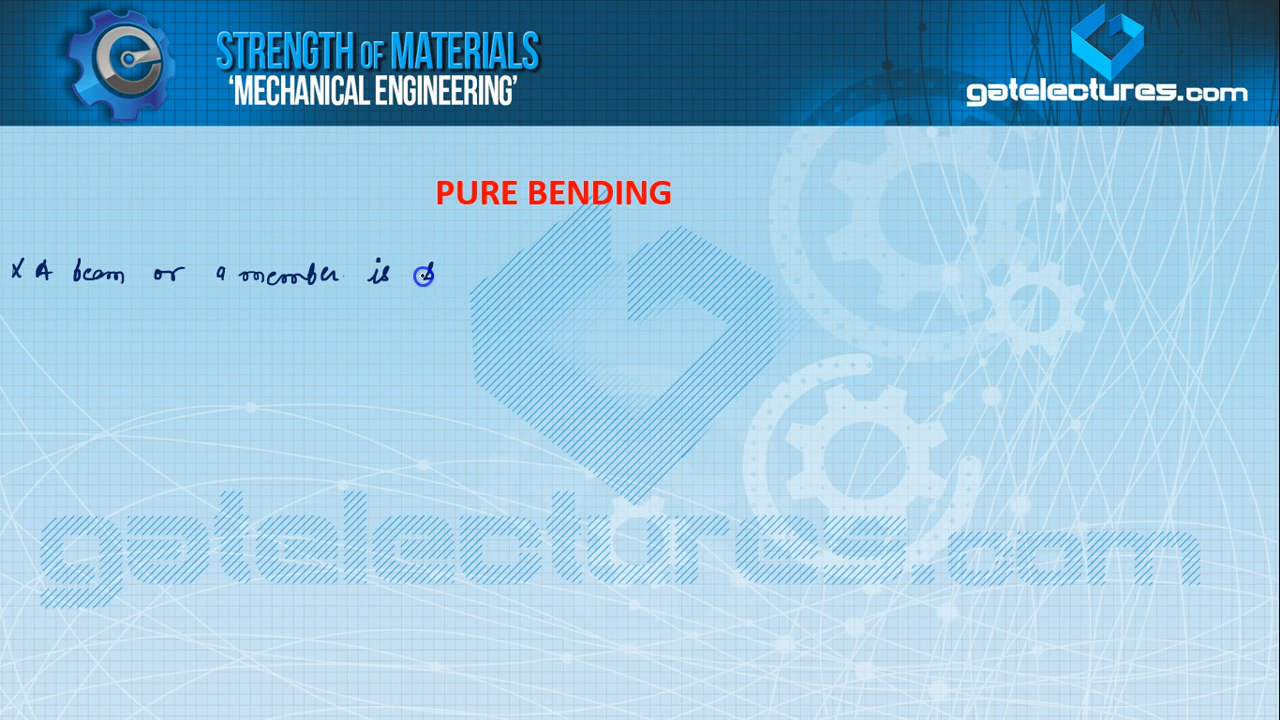 STRENGTH OF MATERIALS
'MECHANICAL ENGINEERING'
gatelectures.com
PURE BENDING
x A beam or a member is
gatelectures.com